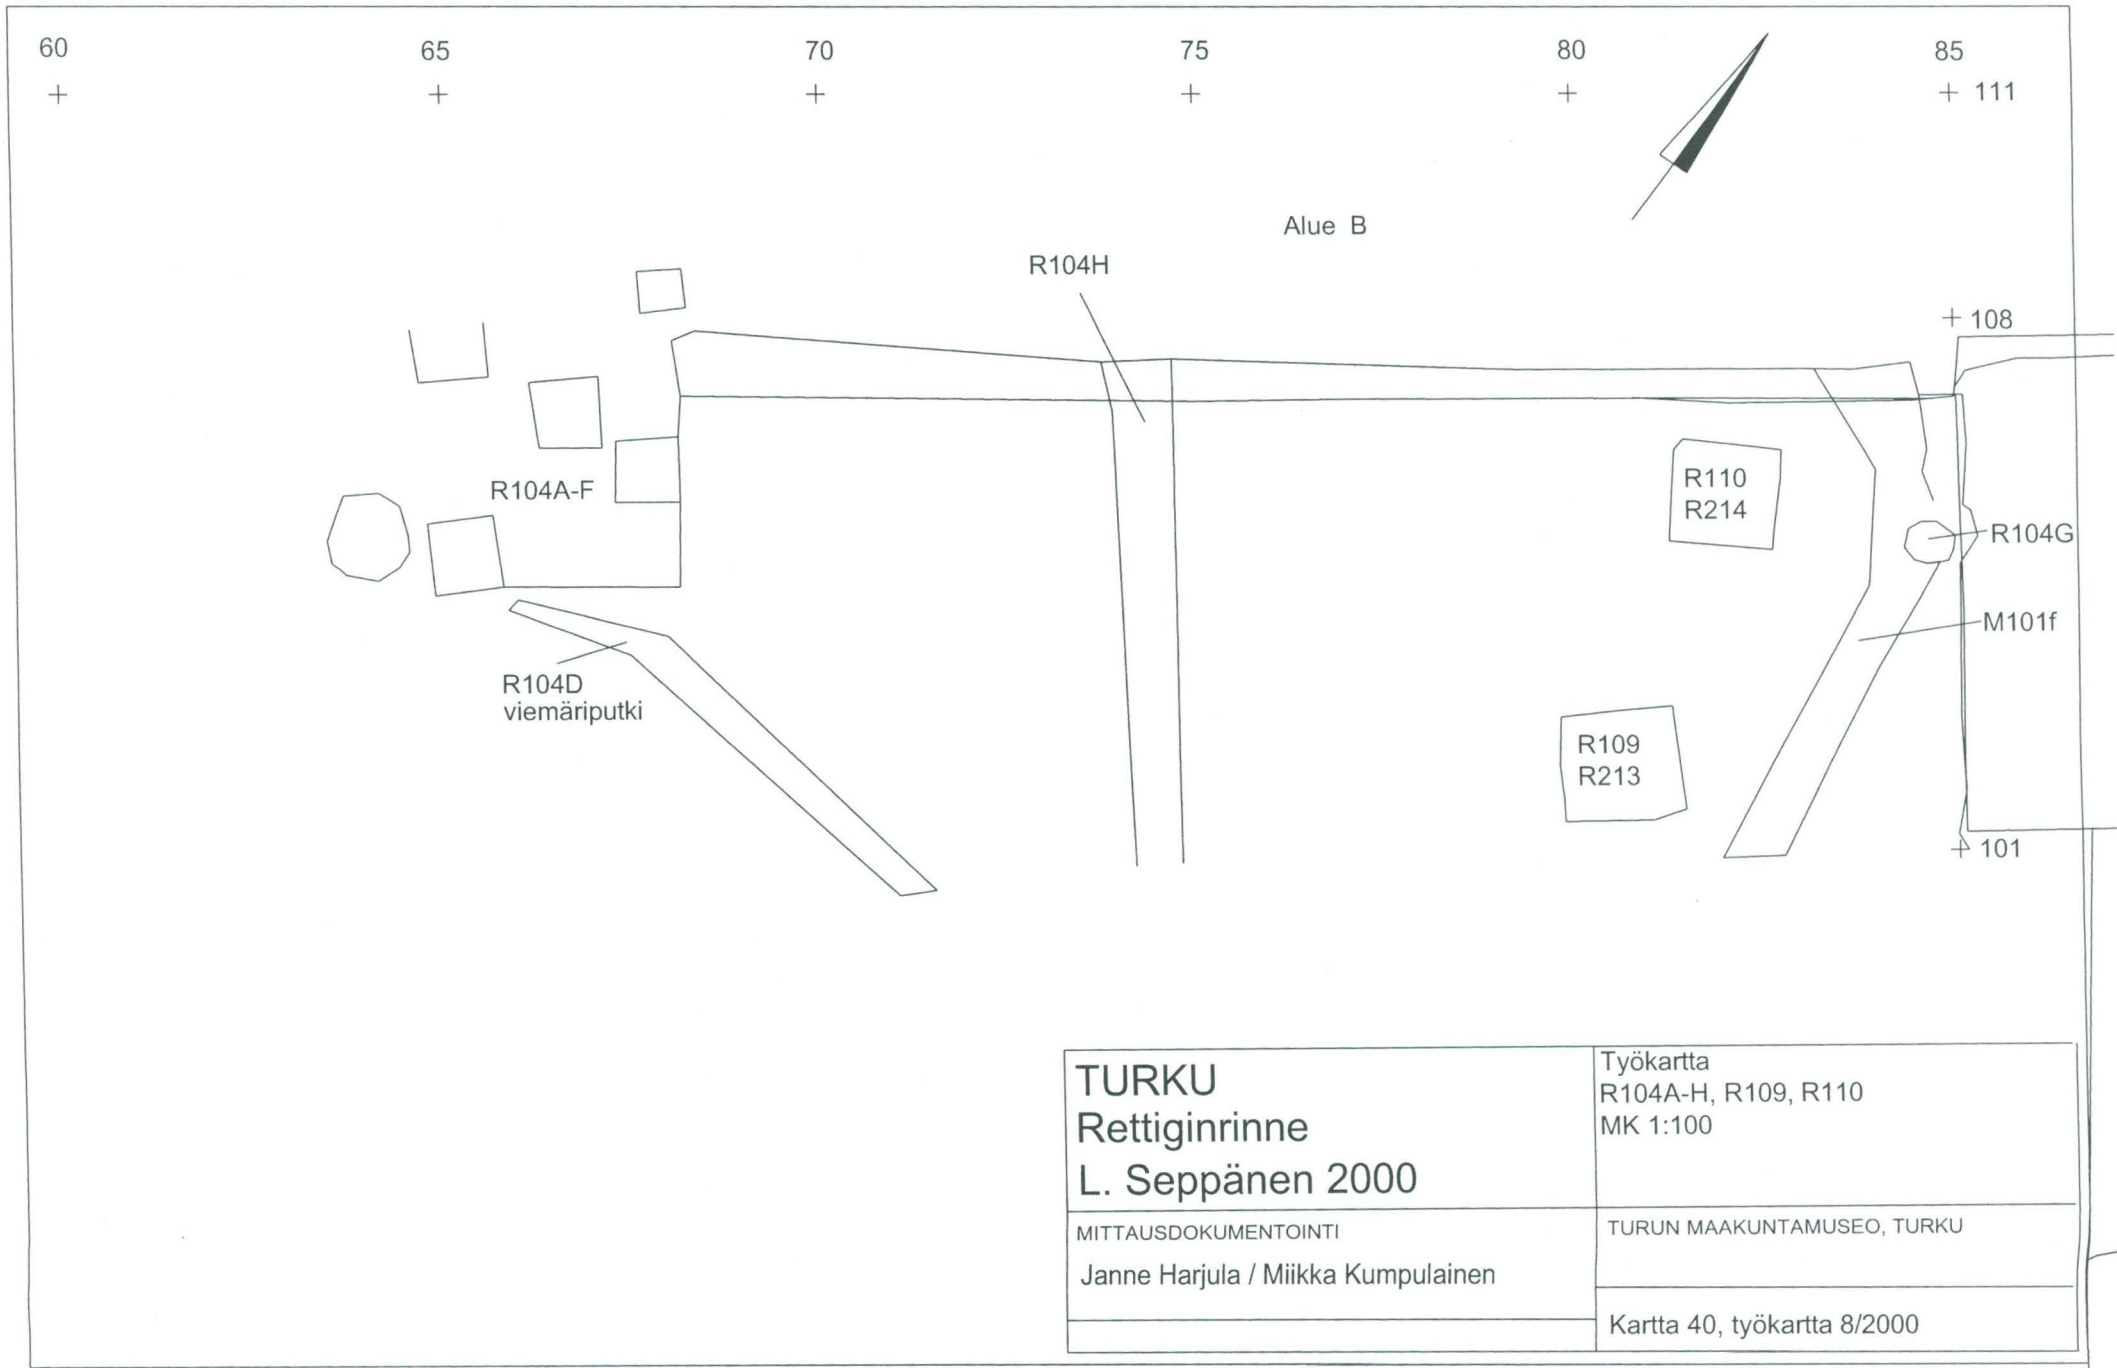 60
65
70
75
80
85
111
Alue B
R104H
108
R104A-F
R110
R214
R104G
M101f
R104D
viemäriputki
R109
R213
101
TURKU
Rettiginrinne
L. Seppänen 2000
Työkartta
R104A-H, R109, R110
MK 1:100
MITTAUSDOKUMENTOINTI
Janne Harjula / Miikka Kumpulainen
TURUN MAAKUNTAMUSEO, TURKU
Kartta 40, työkartta 8/2000